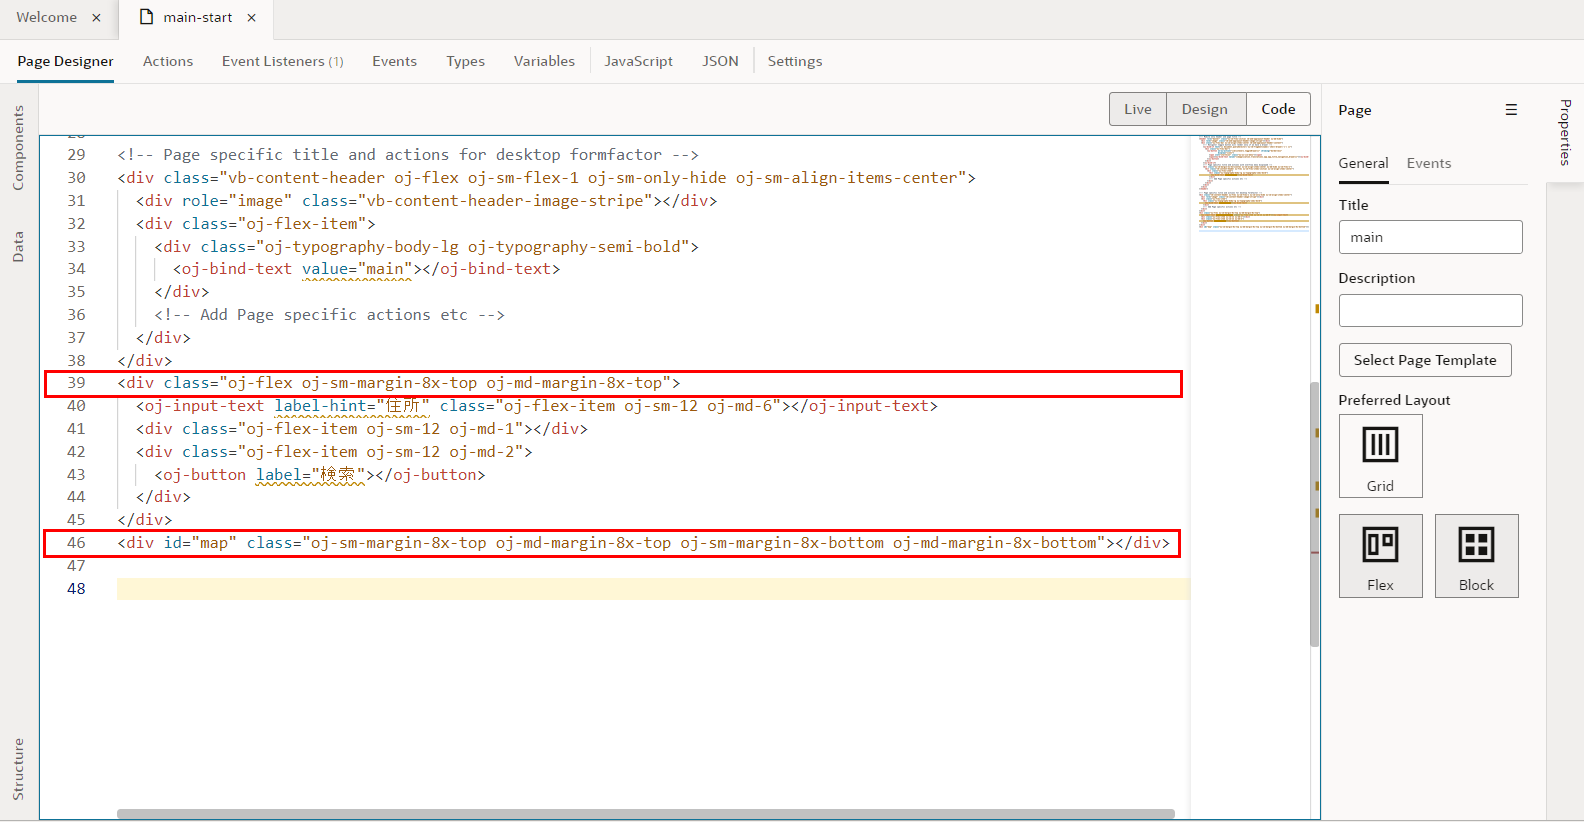 Welcome × main-start ×
Page Designer Actions Event Listeners (1) Events Types Variables JavaScript JSON Settings
Components
Data
Structure
Live Design Code
29 <!-- Page specific title and actions for desktop formfactor -->
30 <div class="vb-content-header oj-flex oj-sm-flex-1 oj-sm-only-hide oj-sm-align-items-center">
31 <div role="image" class="vb-content-header-image-stripe"></div>
32 <div class="oj-flex-item">
33 <div class="oj-typography-body-lg oj-typography-semi-bold">
34 <oj-bind-text value="main"></oj-bind-text>
35 </div>
36 <!-- Add Page specific actions etc -->
37 </div>
38 </div>
39 <div class="oj-flex oj-sm-margin-8x-top oj-md-margin-8x-top">
40 <oj-input-text label-hint="住所" class="oj-flex-item oj-sm-12 oj-md-6"></oj-input-text>
41 <div class="oj-flex-item oj-sm-12 oj-md-1"></div>
42 <div class="oj-flex-item oj-sm-12 oj-md-2">
43 <oj-button label="検索"></oj-button>
44 </div>
45 </div>
46 <div id="map" class="oj-sm-margin-8x-top oj-md-margin-8x-top oj-sm-margin-8x-bottom oj-md-margin-8x-bottom"></div>
47
48
Page
General Events
Title
main
Description
Select Page Template
Preferred Layout
Grid
Flex Block
Properties